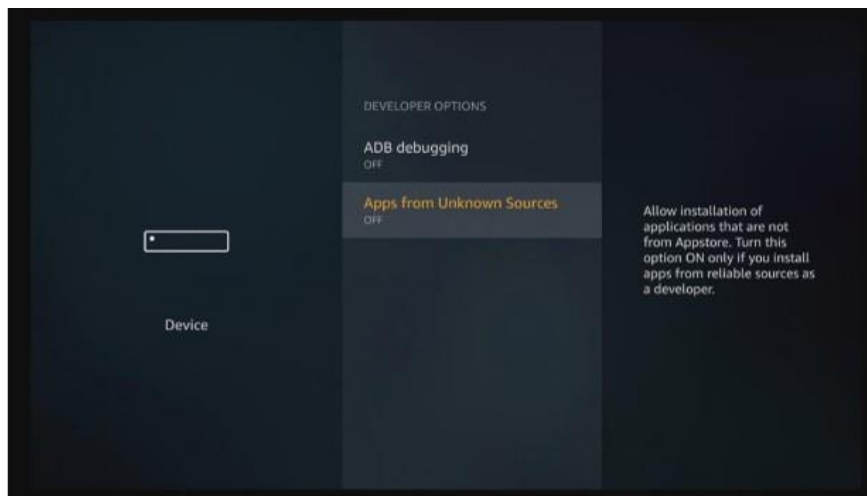 DEVELOPER OPTIONS
ADB debugging
OFF
Apps from Unknown Sources
OFF
Device
Allow installation of
applications that are not
from Appstore. Turn this
option ON only if you install
apps from reliable sources as
a developer.